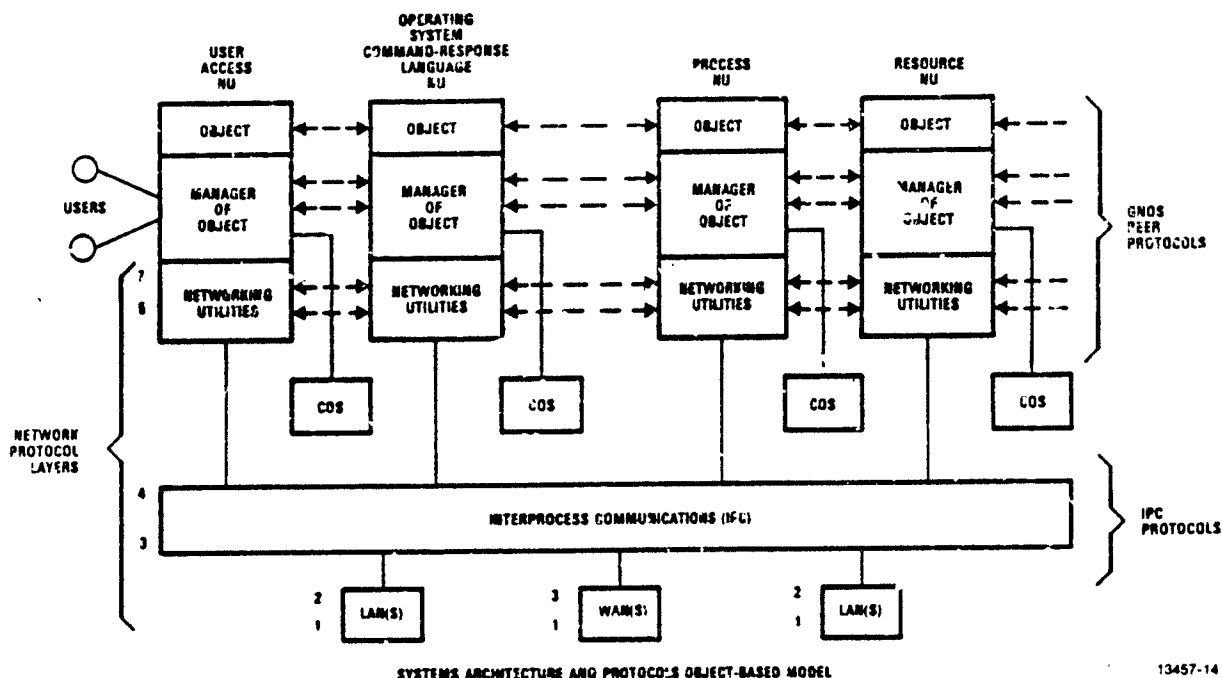 USER
ACCESS
NU
OPERATING
SYSTEM
COMMAND-RESPONSE
LANGUAGE
NU
PROCESS
NU
RESOURCE
NU
OBJECT
OBJECT
OBJECT
OBJECT
USERS
MANAGER
OF
OBJECT
MANAGER
OF
OBJECT
MANAGER
OF
OBJECT
MANAGER
OF
OBJECT
GNOS
PEER
PROTOCOLS
7
6
NETWORKING
UTILITIES
NETWORKING
UTILITIES
NETWORKING
UTILITIES
NETWORKING
UTILITIES
COS
COS
COS
COS
NETWORK
PROTOCOL
LAYERS
4
3
INTERPROCESS COMMUNICATIONS (IPC)
IPC
PROTOCOLS
2
1
LAN(S)
3
1
WAN(S)
2
1
LAN(S)
SYSTEMS ARCHITECTURE AND PROTOCOLS OBJECT-BASED MODEL
13457-14